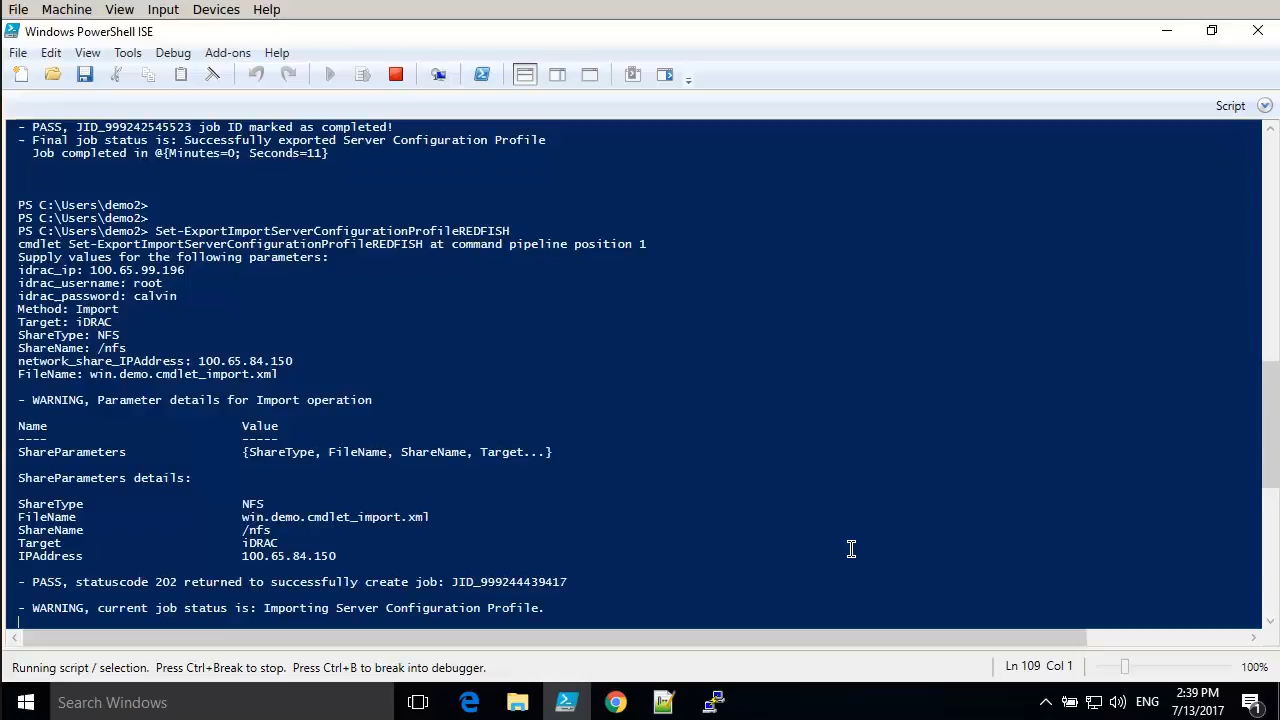 File Machine View Input Devices Help
Windows PowerShell ISE
File Edit View Tools Debug Add-ons Help
Script
- PASS, JID_999242545523 job ID marked as completed!
- Final job status is: Successfully exported Server Configuration Profile
Job completed in @{Minutes=0; Seconds=11}
PS C:\Users\demo2>
PS C:\Users\demo2>
PS C:\Users\demo2> Set-ExportImportServerConfigurationProfileREDFISH
cmdlet Set-ExportImportServerConfigurationProfileREDFISH at command pipeline position 1
Supply values for the following parameters:
idrac_ip: 100.65.99.196
idrac_username: root
idrac_password: calvin
Method: Import
Target: iDRAC
ShareType: NFS
ShareName: /nfs
network_share_IPAddress: 100.65.84.150
FileName: win.demo.cmdlet_import.xml
- WARNING, Parameter details for Import operation
Name Value
---- -----
ShareParameters {ShareType, FileName, ShareName, Target...}
ShareParameters details:
ShareType NFS
FileName win.demo.cmdlet_import.xml
ShareName /nfs
Target iDRAC
IPAddress 100.65.84.150
- PASS, statuscode 202 returned to successfully create job: JID_999244439417
- WARNING, current job status is: Importing Server Configuration Profile.
Running script / selection. Press Ctrl+Break to stop. Press Ctrl+B to break into debugger. Ln 109 Col 1 100%
Search Windows ENG 2:39 PM
7/13/2017 1